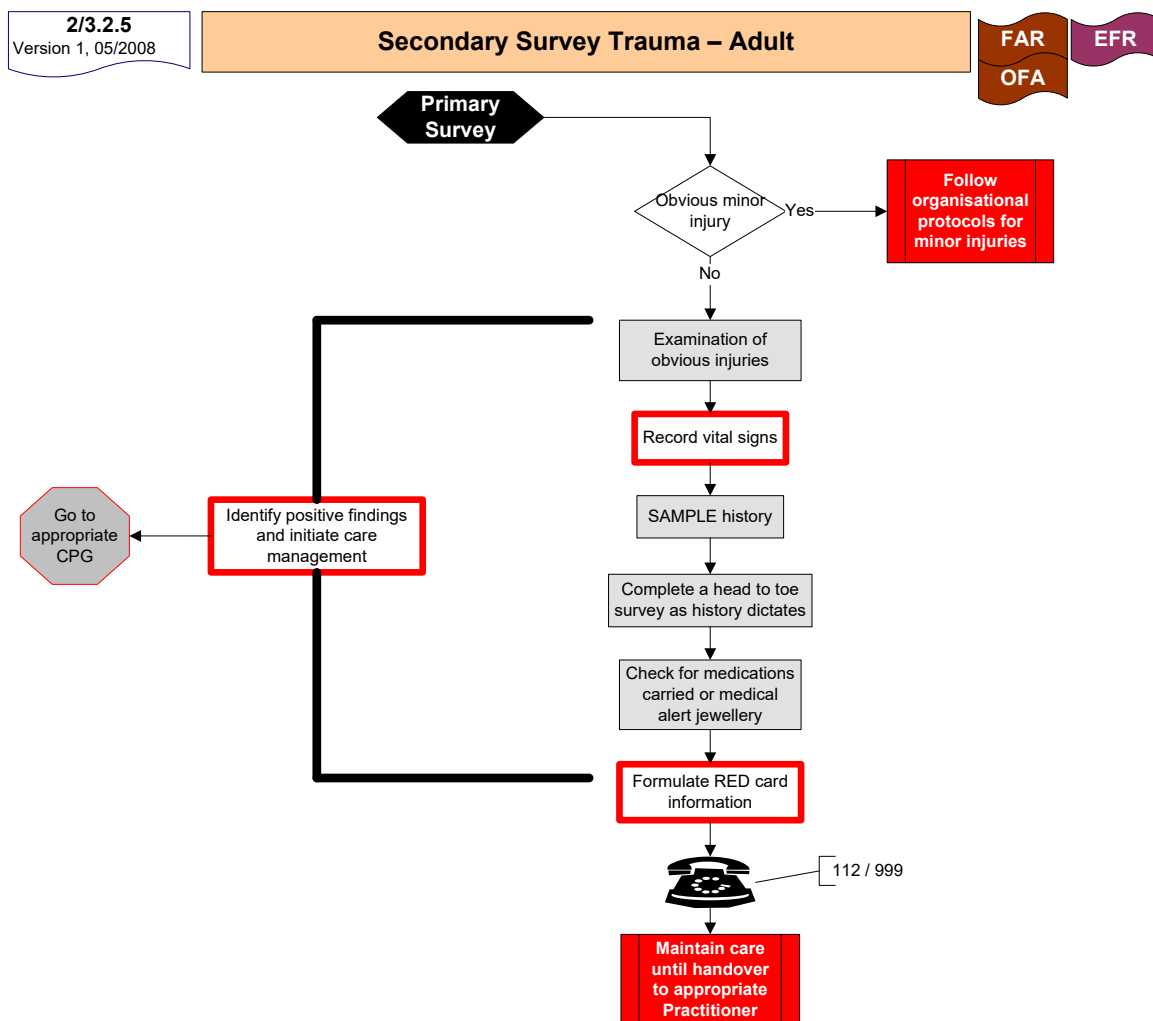 2/3.2.5
Version 1, 05/2008
Secondary Survey Trauma – Adult
FAR
EFR
OFA
Primary
Survey
Obvious minor
injury
Yes
Follow
organisational
protocols for
minor injuries
No
Examination of
obvious injuries
Record vital signs
SAMPLE history
Go to
appropriate
CPG
Identify positive findings
and initiate care
management
Complete a head to toe
survey as history dictates
Check for medications
carried or medical
alert jewellery
Formulate RED card
information
112 / 999
Maintain care
until handover
to appropriate
Practitioner